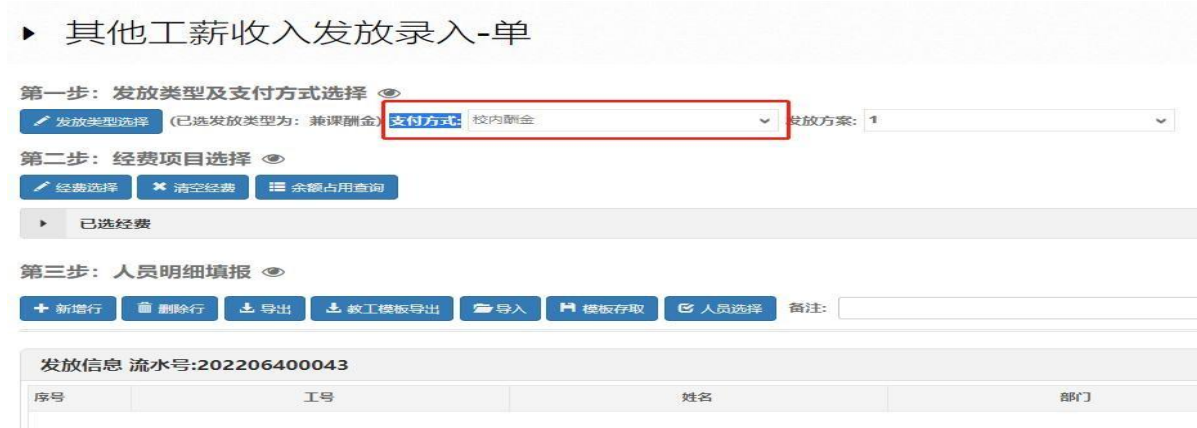 其他工薪收入发放录入-单
第一步：发放类型及支付方式选择
发放类型选择 (已选发放类型为：兼课酬金) 支付方式: 校内酬金 发放方案: 1
第二步：经费项目选择
经费选择 清空经费 余额占用查询
已选经费
第三步：人员明细填报
新增行 删除行 导出 教工模板导出 导入 模板存取 人员选择 备注:
发放信息 流水号:202206400043
序号 工号 姓名 部门